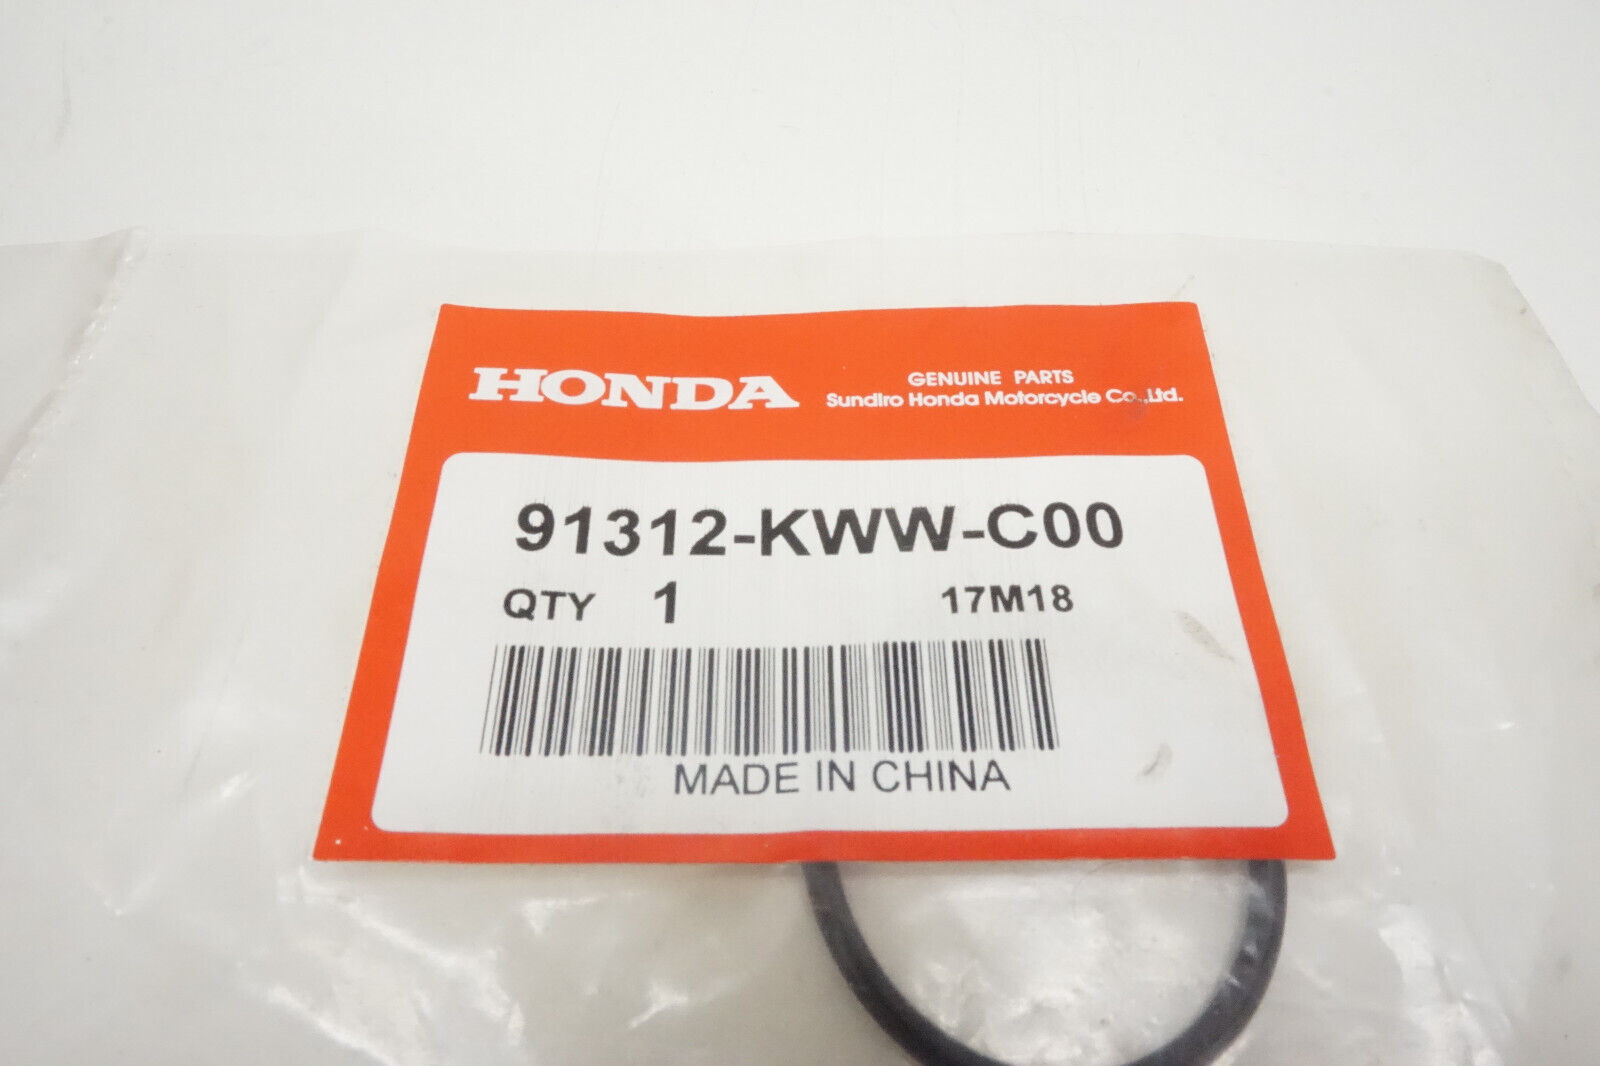 HONDA
GENUINE PARTS
Sundiro Honda Motorcycle Co.,Ltd.
91312-KWW-C00
QTY 1 17M18
MADE IN CHINA